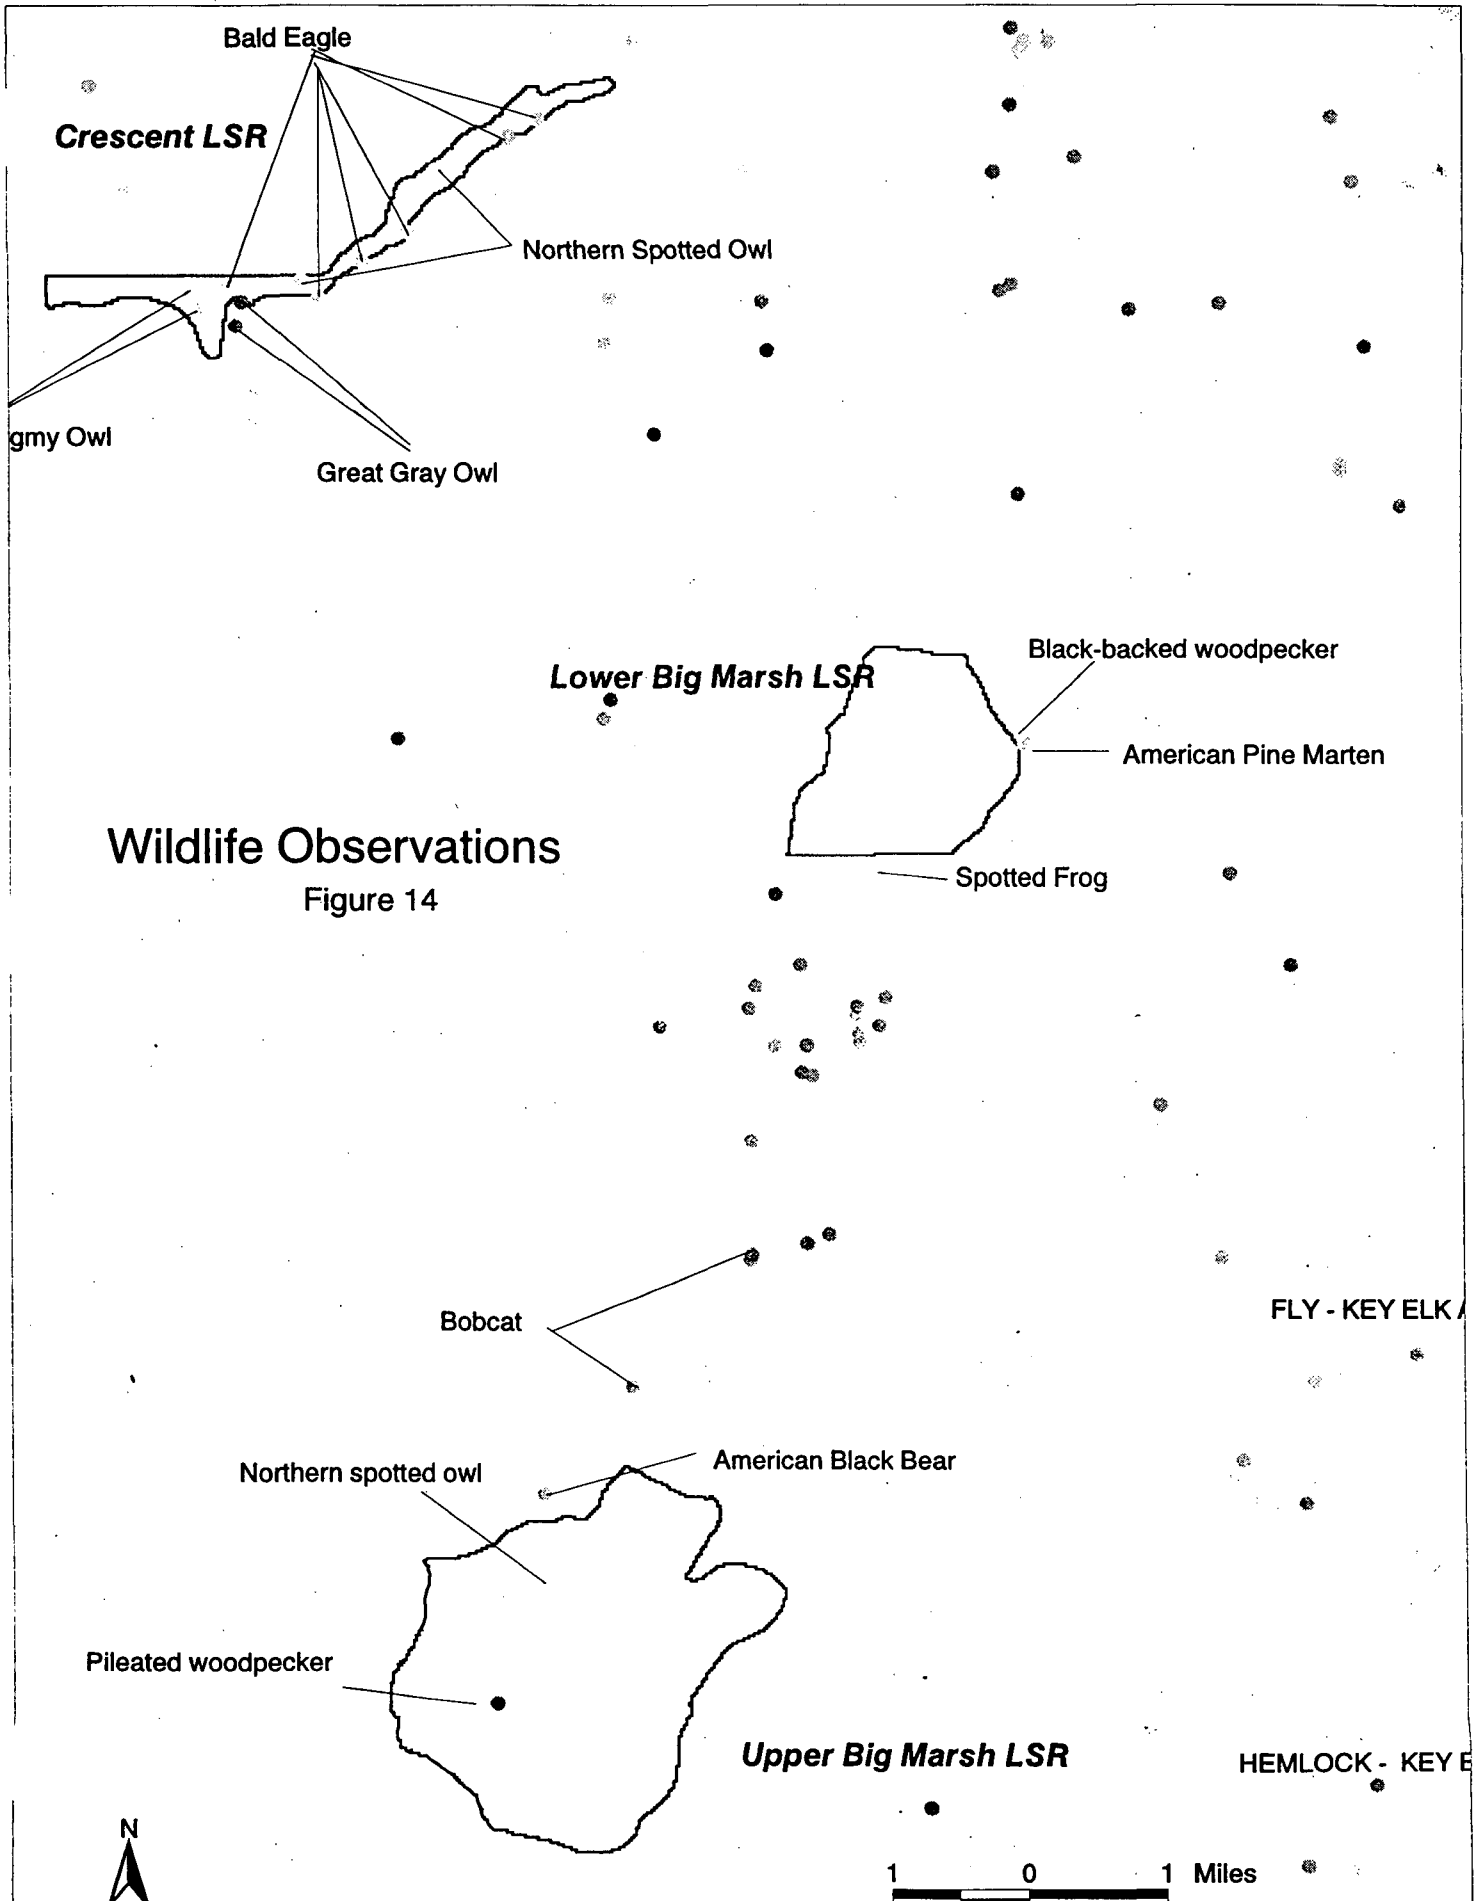 Bald Eagle
Crescent LSR
Northern Spotted Owl
gmy Owl
Great Gray Owl
Black-backed woodpecker
Lower Big Marsh LSR
American Pine Marten
Wildlife Observations
Spotted Frog
Figure 14
FLY - KEY ELK
Bobcat
American Black Bear
Northern spotted owl
Pileated woodpecker
Upper Big Marsh LSR
HEMLOCK - KEY E
N
1 0 1 Miles